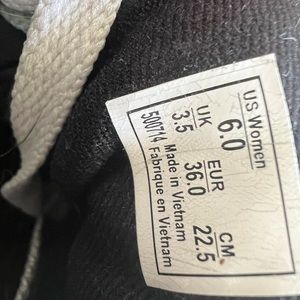 US Women
6.0
UK EUR CM
3.5 36.0 22.5
500714 Made in Vietnam
Fabrique en Vietnam